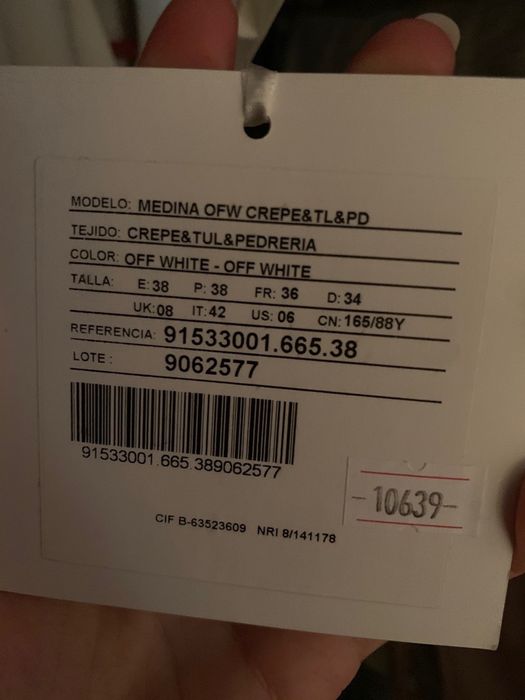 MODELO: MEDINA OFW CREPE&TL&PD
TEJIDO: CREPE&TUL&PEDRERIA
COLOR: OFF WHITE - OFF WHITE
TALLA: E: 38 P: 38 FR: 36 D: 34
UK: 08 IT: 42 US: 06 CN: 165/88Y
REFERENCIA: 91533001.665.38
LOTE : 9062577
91533001.665.389062577
-10639-
CIF B-63523609 NRI 8/141178